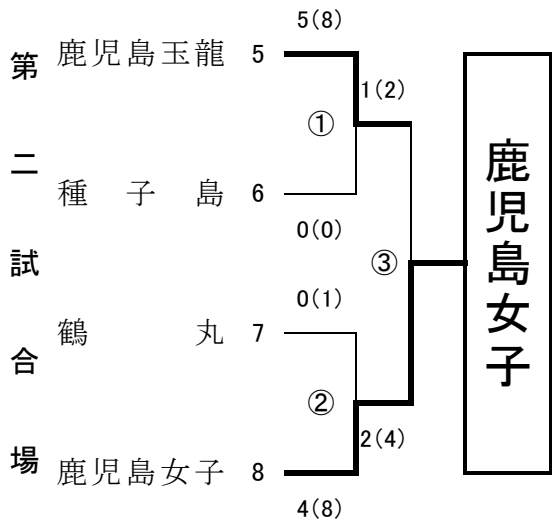 第二試合場
5(8)
鹿児島玉龍 5
1(2)
①
種子島 6
0(0)
③
0(1)
鶴丸 7
②
2(4)
鹿児島女子 8
4(8)
鹿児島女子